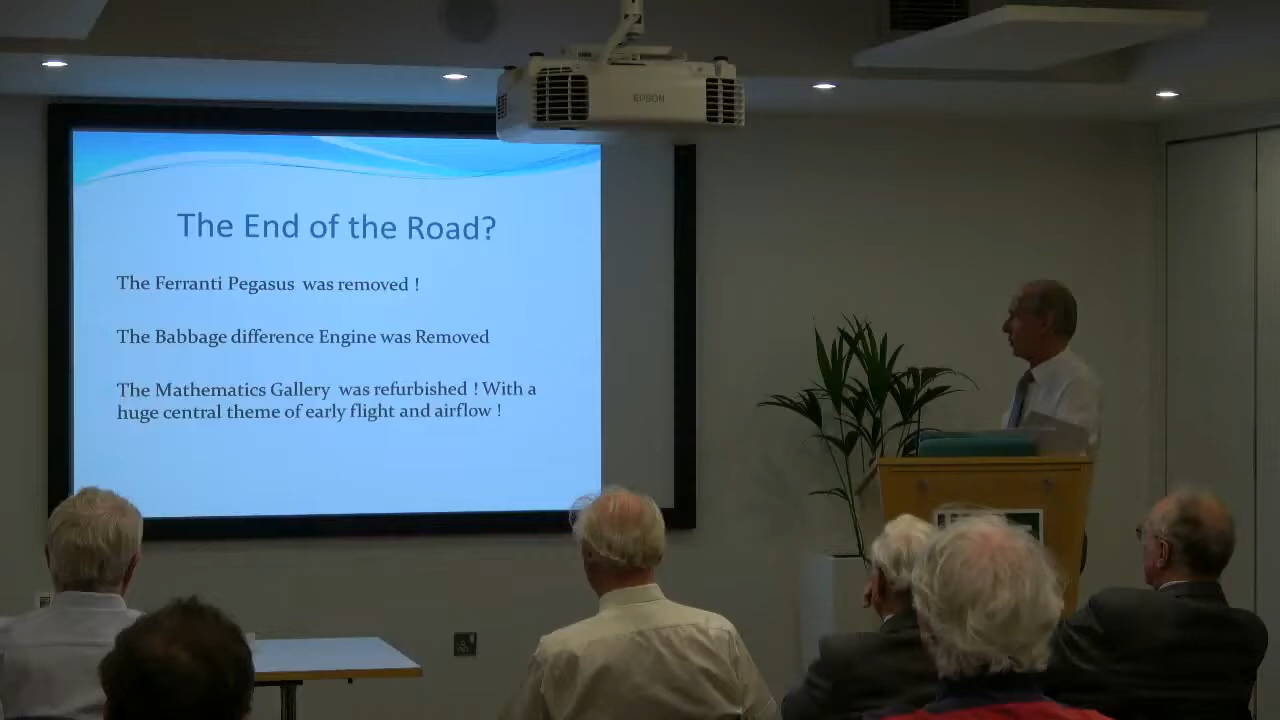 EPSON
The End of the Road?
The Ferranti Pegasus was removed !
The Babbage difference Engine was Removed
The Mathematics Gallery was refurbished ! With a
huge central theme of early flight and airflow !